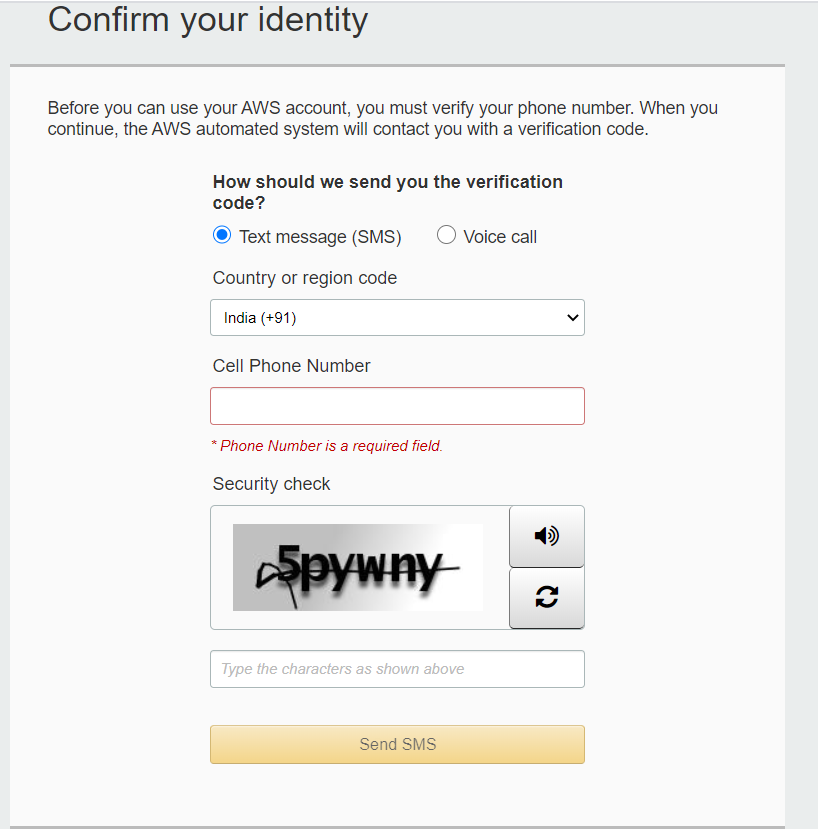 Confirm your identity
Before you can use your AWS account, you must verify your phone number. When you
continue, the AWS automated system will contact you with a verification code.
How should we send you the verification
code?
Text message (SMS) Voice call
Country or region code
India (+91)
Cell Phone Number
* Phone Number is a required field.
Security check
5pywny
Type the characters as shown above
Send SMS